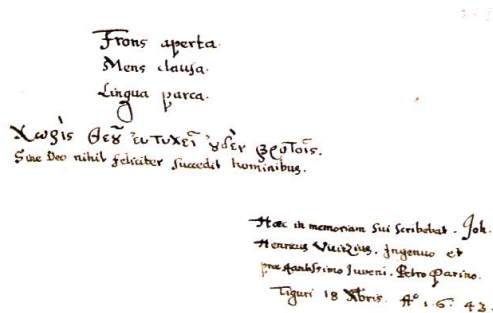 Frons aperta.
Mens clausa.
Lingua parca.
Χωρὶς Θεοῦ εὐτυχεῖ οὐδὲν βροτοῖς.
Sine Deo nihil feliciter succedit hominibus.
Haec in memoriam sui scribebat. Joh.
Henricus Vuirzius. Ingenuo et
praestantissimo Iuveni. Petro Parino.
Tiguri 18 Xbris. Aº. 1.6. 43.